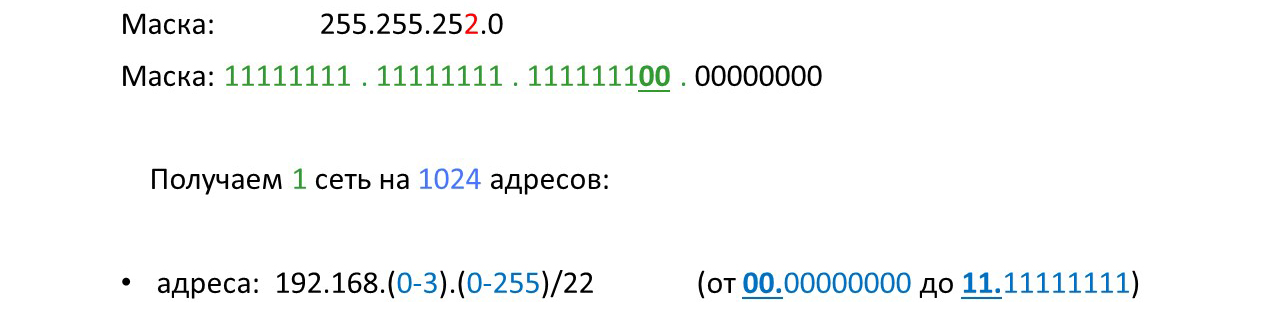 Маска: 255.255.252.0
Маска: 11111111 . 11111111 . 111111100 . 00000000
Получаем 1 сеть на 1024 адресов:
• адреса: 192.168.(0-3).(0-255)/22 (от 00.00000000 до 11.11111111)